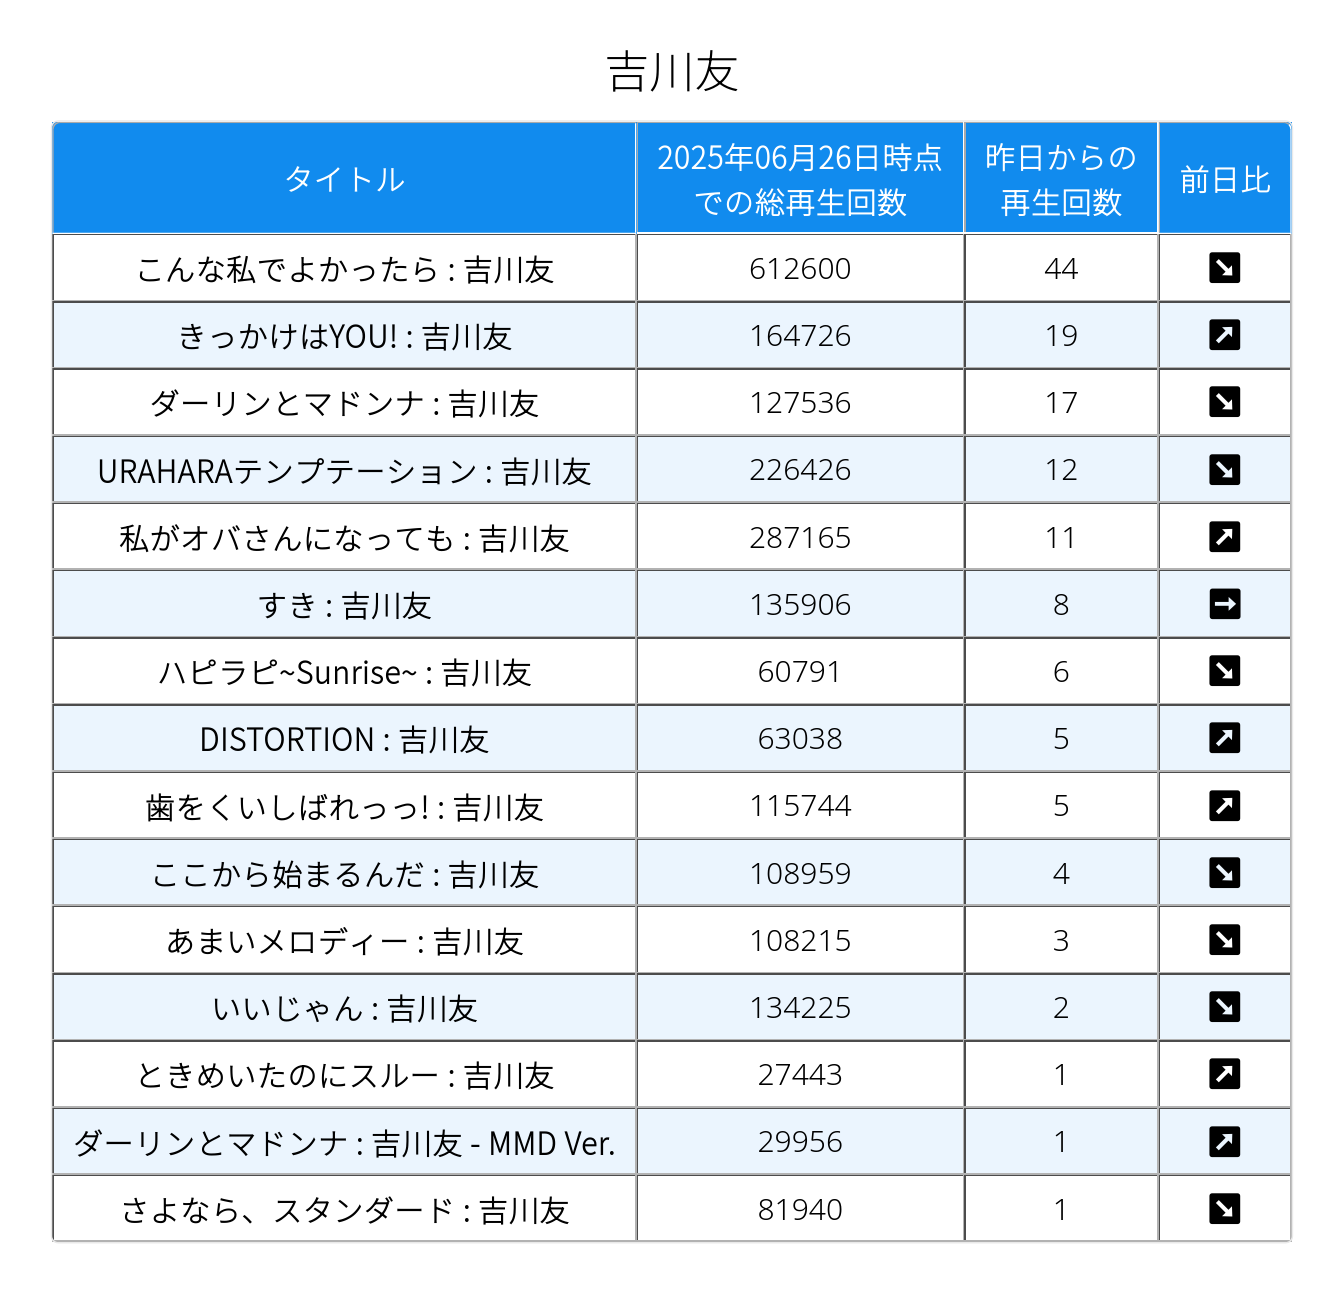 吉川友
タイトル 2025年06月26日時点での総再生回数 昨日からの再生回数 前日比
こんな私でよかったら : 吉川友 612600 44 ↘
きっかけはYOU! : 吉川友 164726 19 ↗
ダーリンとマドンナ : 吉川友 127536 17 ↘
URAHARAテンプテーション : 吉川友 226426 12 ↘
私がオバさんになっても : 吉川友 287165 11 ↗
すき : 吉川友 135906 8 →
ハピラピ~Sunrise~ : 吉川友 60791 6 ↘
DISTORTION : 吉川友 63038 5 ↗
歯をくいしばれっっ! : 吉川友 115744 5 ↗
ここから始まるんだ : 吉川友 108959 4 ↘
あまいメロディー : 吉川友 108215 3 ↘
いいじゃん : 吉川友 134225 2 ↘
ときめいたのにスルー : 吉川友 27443 1 ↗
ダーリンとマドンナ : 吉川友 - MMD Ver. 29956 1 ↗
さよなら、スタンダード : 吉川友 81940 1 ↘